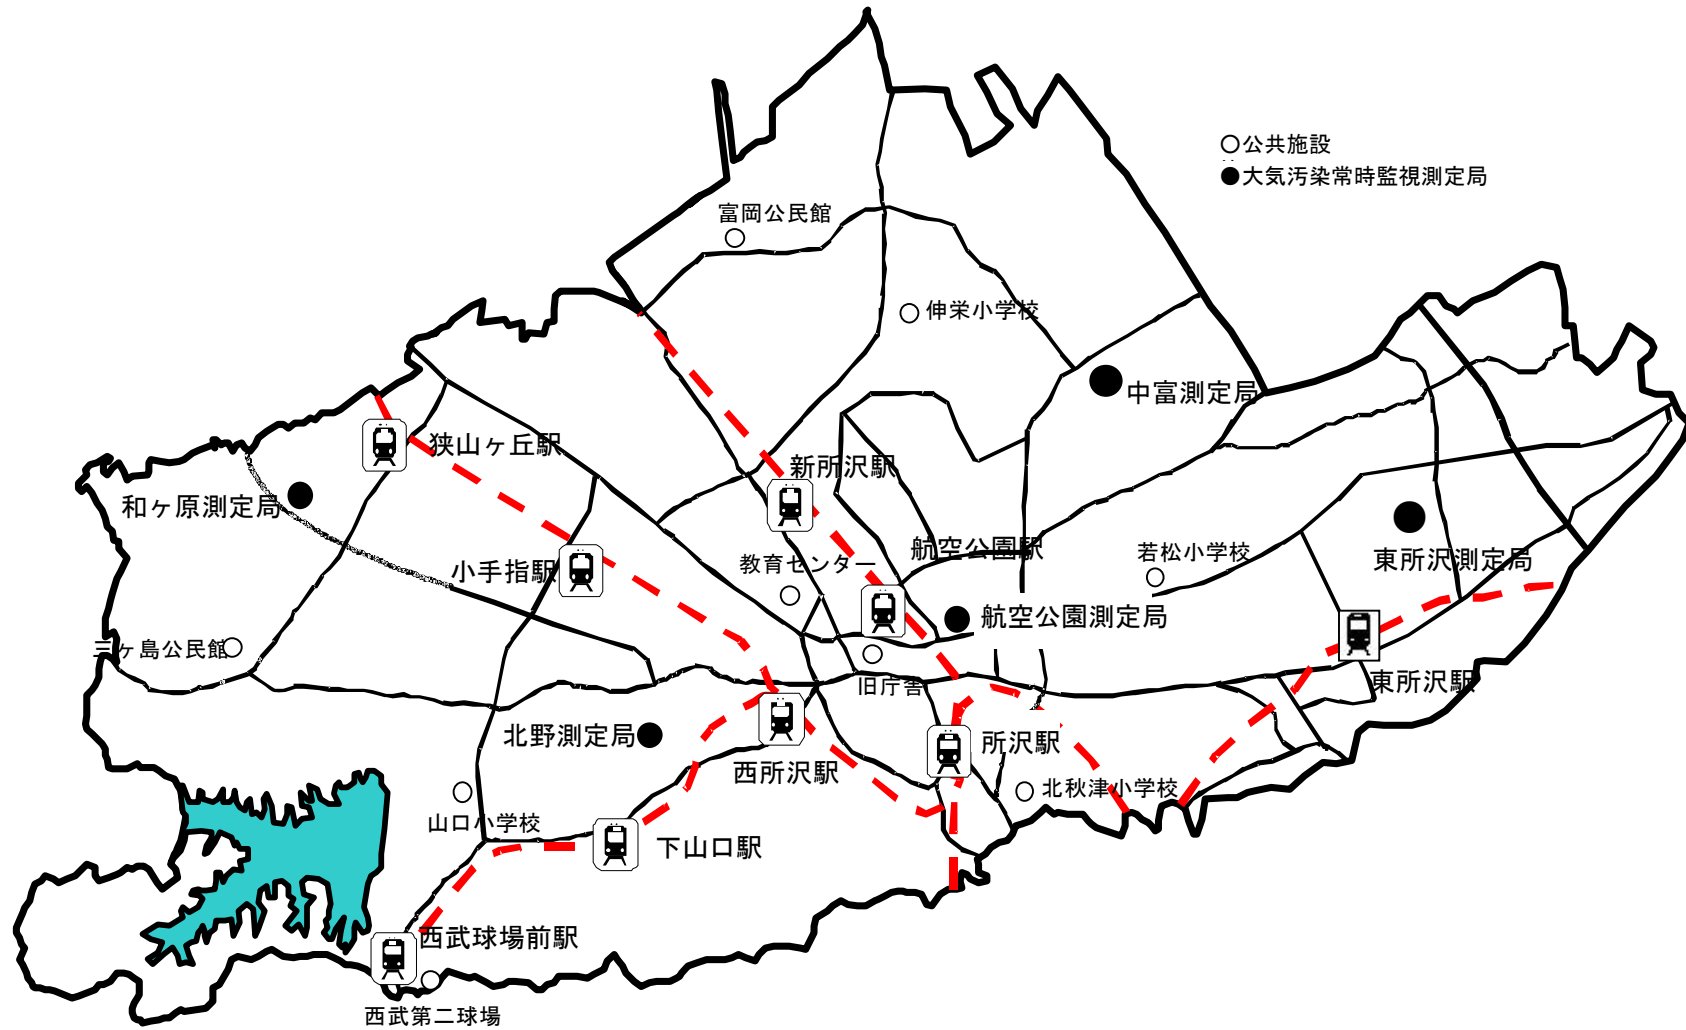 公共施設
大気汚染常時監視測定局
富岡公民館
伸栄小学校
中富測定局
狭山ヶ丘駅
新所沢駅
和ヶ原測定局
航空公園駅
若松小学校
東所沢測定局
教育センター
小手指駅
航空公園測定局
三ヶ島公民館
旧庁舎
東所沢駅
北野測定局
所沢駅
西所沢駅
北秋津小学校
山口小学校
下山口駅
西武球場前駅
西武第二球場